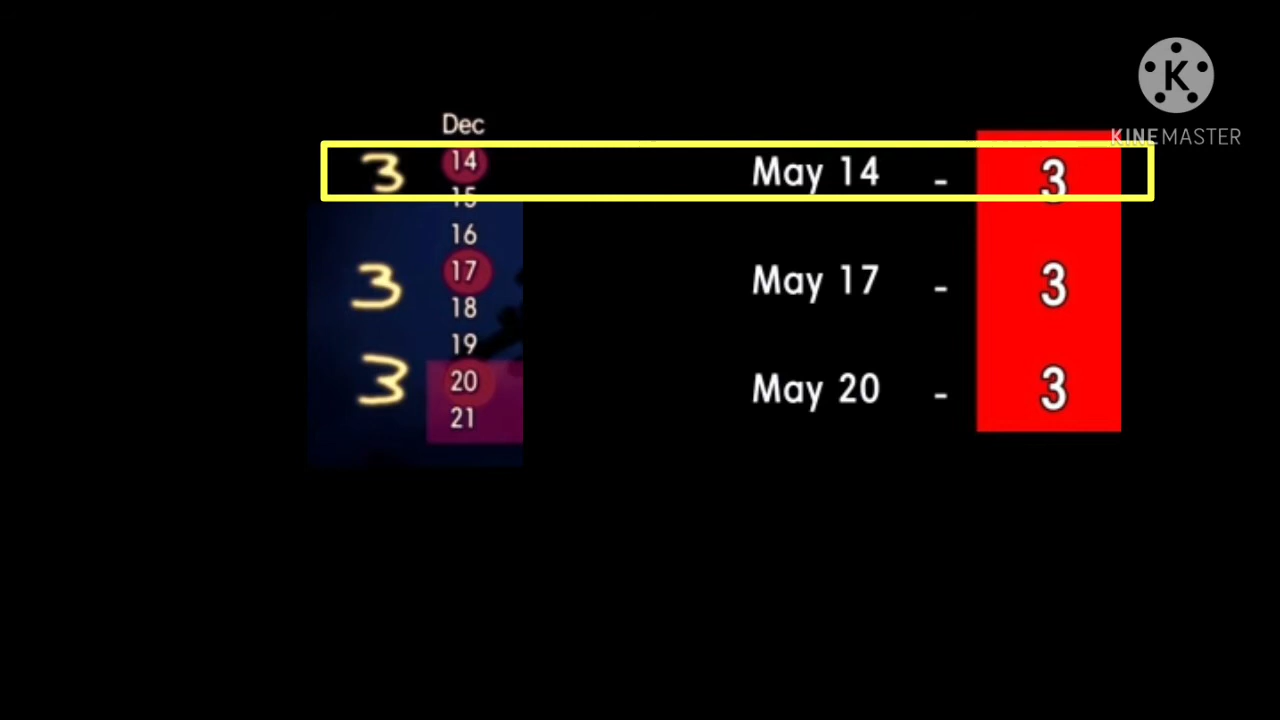 Dec
KINEMASTER
3 14 May 14 - 3
15
16
3 17 May 17 - 3
18
19
3 20 May 20 - 3
21